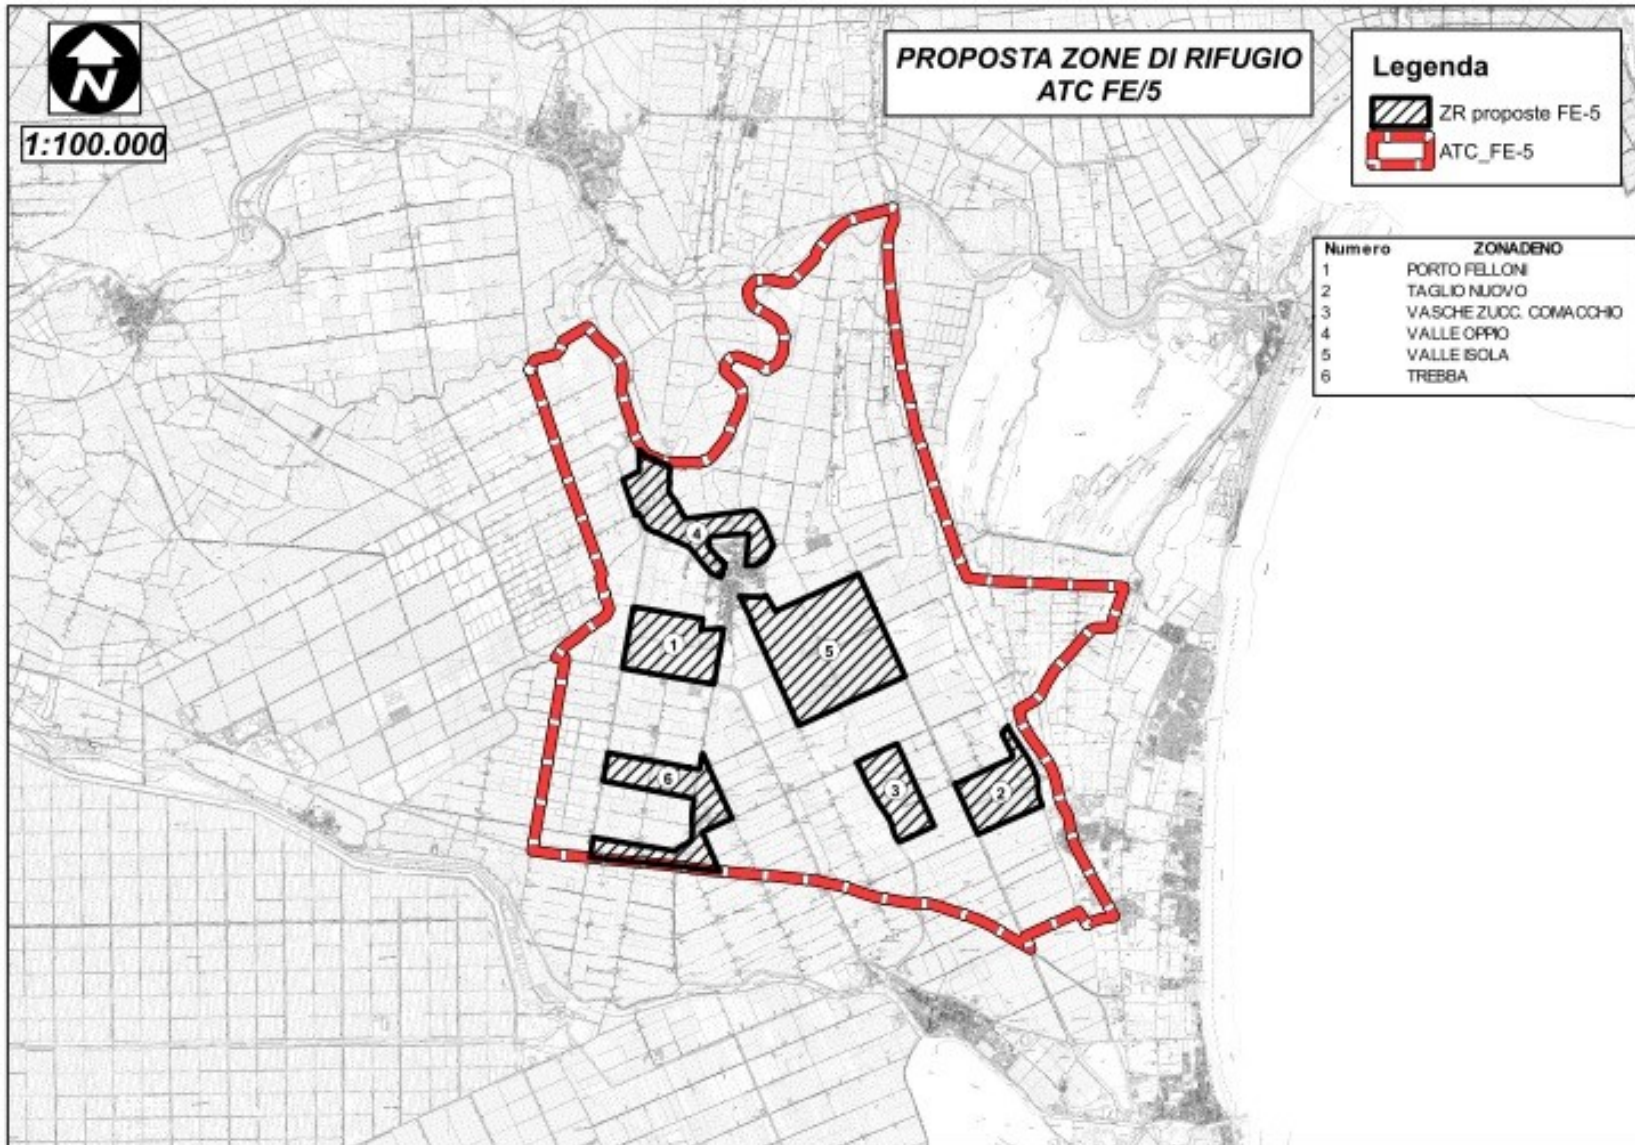 N
1:100.000
PROPOSTA ZONE DI RIFUGIO
ATC FE/5
Legenda
ZR proposte FE-5
ATC_FE-5
Numero ZONADENO
1 PORTO FELLONI
2 TAGLIO NUOVO
3 VASCHE ZUCC. COMACCHIO
4 VALLE OPPIO
5 VALLE ISOLA
6 TREBBA
4
1
5
6
3
2